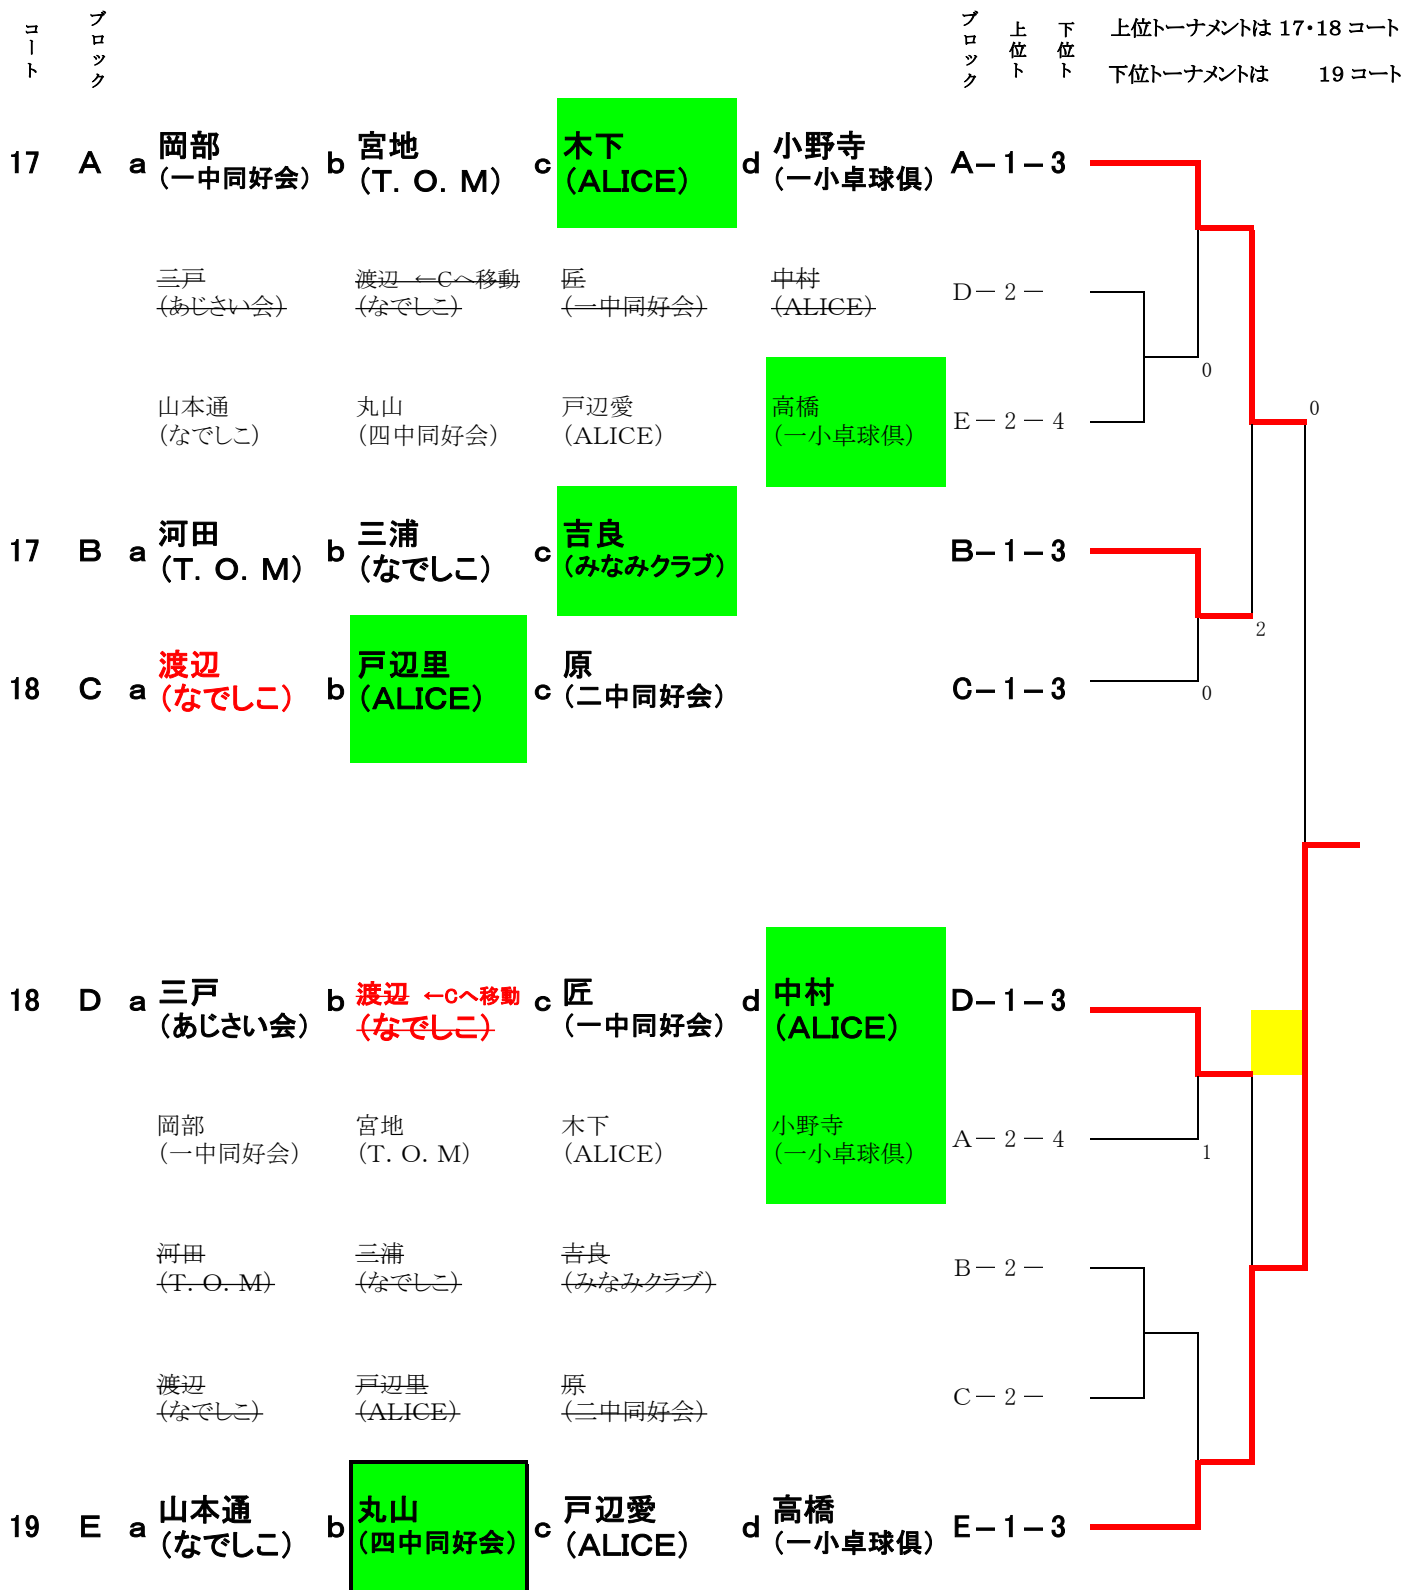 コート ブロック ブロック 上位ト 下位ト 上位トーナメントは 17・18 コート
下位トーナメントは 19 コート
17 A a 岡部 b 宮地 c 木下 d 小野寺 A-1-3
(一中同好会) (T. O. M) (ALICE) (一小卓球倶)
三戸 渡辺 ←Cへ移動 匠 中村 D-2-
(あじさい会) (なでしこ) (一中同好会) (ALICE)
0
山本通 丸山 戸辺愛 高橋 E-2-4 0
(なでしこ) (四中同好会) (ALICE) (一小卓球倶)
17 B a 河田 b 三浦 c 吉良 B-1-3
(T. O. M) (なでしこ) (みなみクラブ)
2
18 C a 渡辺 b 戸辺里 c 原 C-1-3
(なでしこ) (ALICE) (二中同好会) 0
18 D a 三戸 b 渡辺 ←Cへ移動 c 匠 d 中村 D-1-3
(あじさい会) (なでしこ) (一中同好会) (ALICE)
岡部 宮地 木下 小野寺 A-2-4
(一中同好会) (T. O. M) (ALICE) (一小卓球倶) 1
河田 三浦 吉良 B-2-
(T. O. M) (なでしこ) (みなみクラブ)
渡辺 戸辺里 原 C-2-
(なでしこ) (ALICE) (二中同好会)
19 E a 山本通 b 丸山 c 戸辺愛 d 高橋 E-1-3
(なでしこ) (四中同好会) (ALICE) (一小卓球倶)